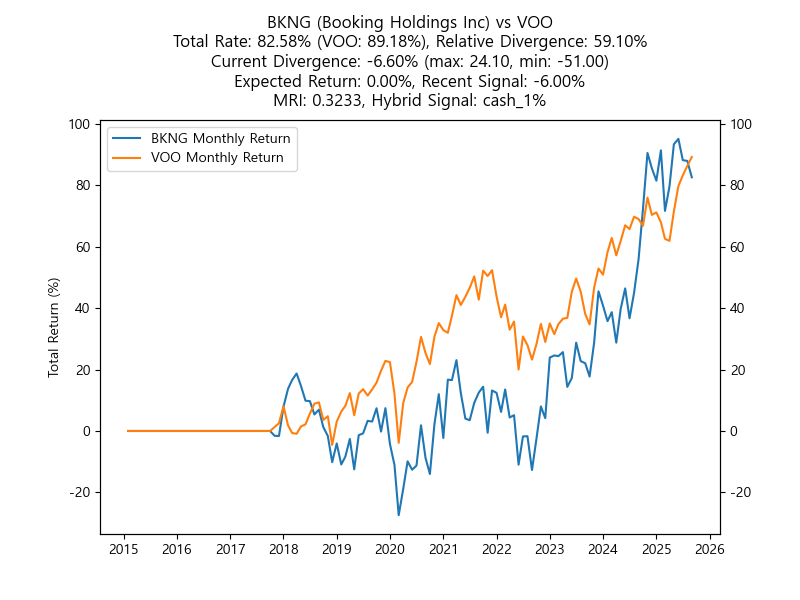 BKNG (Booking Holdings Inc) vs VOO
Total Rate: 82.58% (VOO: 89.18%), Relative Divergence: 59.10%
Current Divergence: -6.60% (max: 24.10, min: -51.00)
Expected Return: 0.00%, Recent Signal: -6.00%
MRI: 0.3233, Hybrid Signal: cash_1%
BKNG Monthly Return
VOO Monthly Return
Total Return (%)
100
80
60
40
20
0
-20
100
80
60
40
20
0
-20
2015 2016 2017 2018 2019 2020 2021 2022 2023 2024 2025 2026